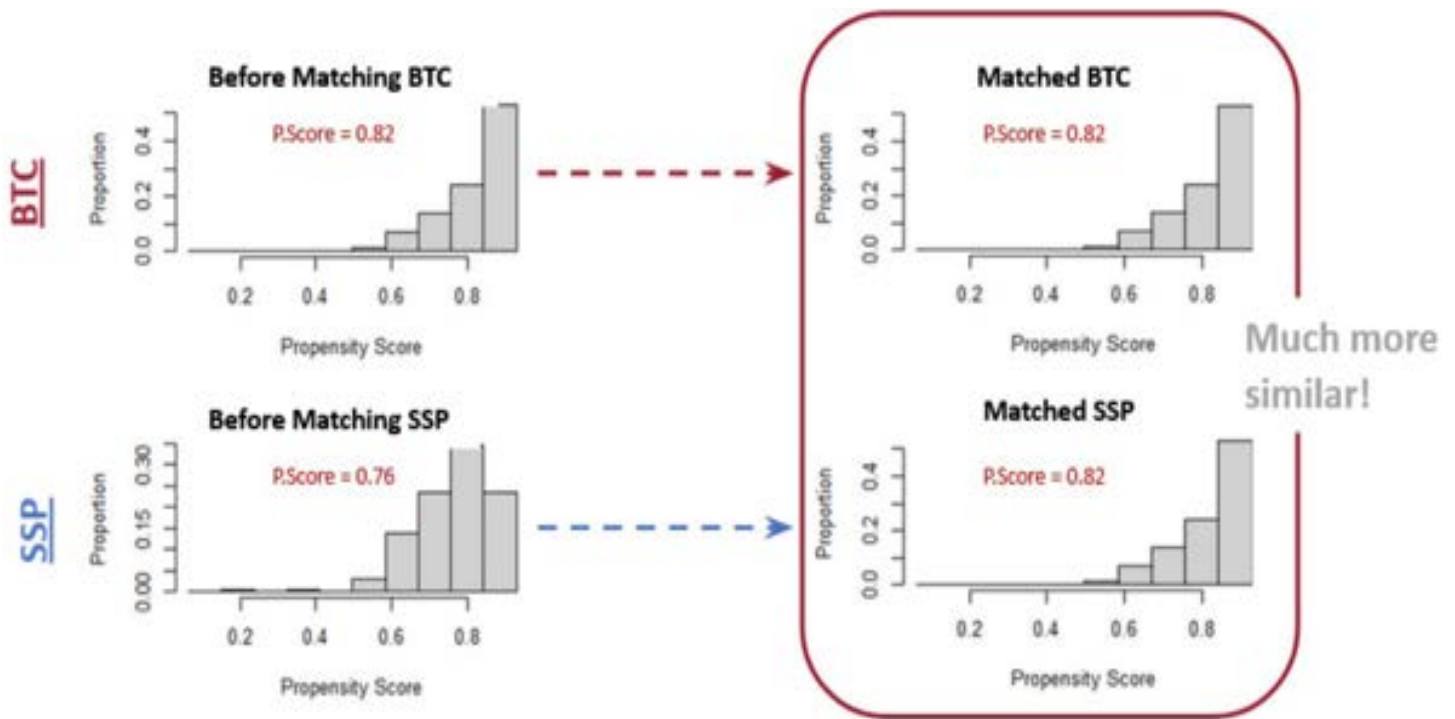 BTC
Before Matching BTC
P.Score = 0.82
Proportion
0.0 0.2 0.4
0.2 0.4 0.6 0.8
Propensity Score
Matched BTC
P.Score = 0.82
Proportion
0.0 0.2 0.4
0.2 0.4 0.6 0.8
Propensity Score
SSP
Before Matching SSP
P.Score = 0.76
Proportion
0.00 0.15 0.30
0.2 0.4 0.6 0.8
Propensity Score
Matched SSP
P.Score = 0.82
Proportion
0.0 0.2 0.4
0.2 0.4 0.6 0.8
Propensity Score
Much more
similar!